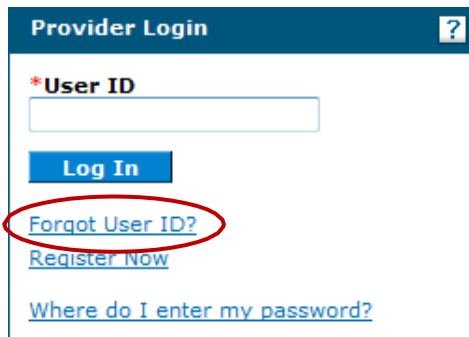 Provider Login ?
*User ID
Log In
Forgot User ID?
Register Now
Where do I enter my password?